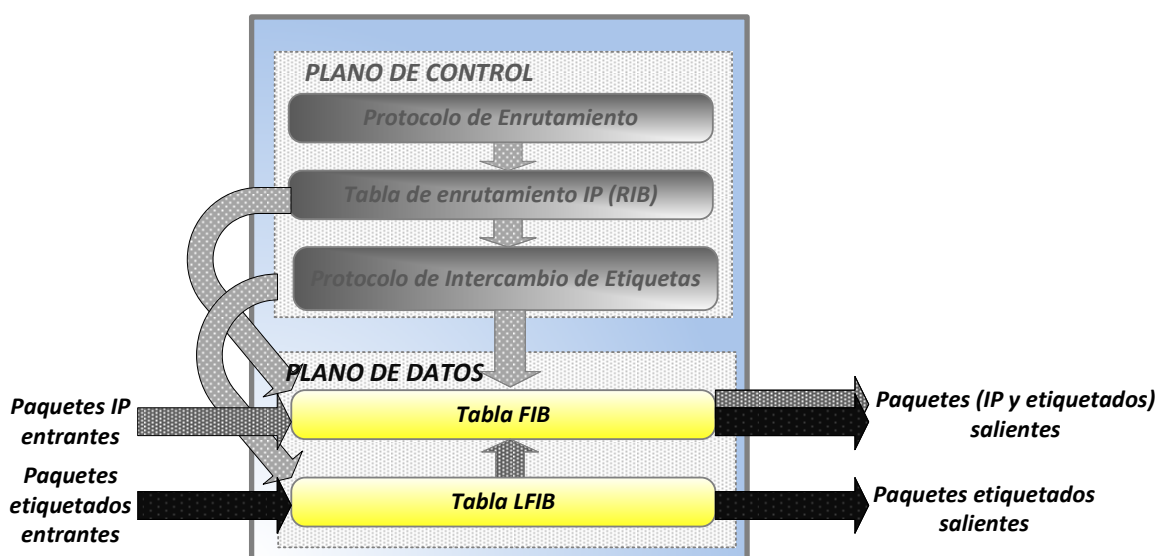 PLANO DE CONTROL
Protocolo de Enrutamiento
Tabla de enrutamiento IP (RIB)
Protocolo de Intercambio de Etiquetas
PLANO DE DATOS
Paquetes IP
entrantes
Tabla FIB
Paquetes (IP y etiquetados)
salientes
Paquetes
etiquetados
entrantes
Tabla LFIB
Paquetes etiquetados
salientes